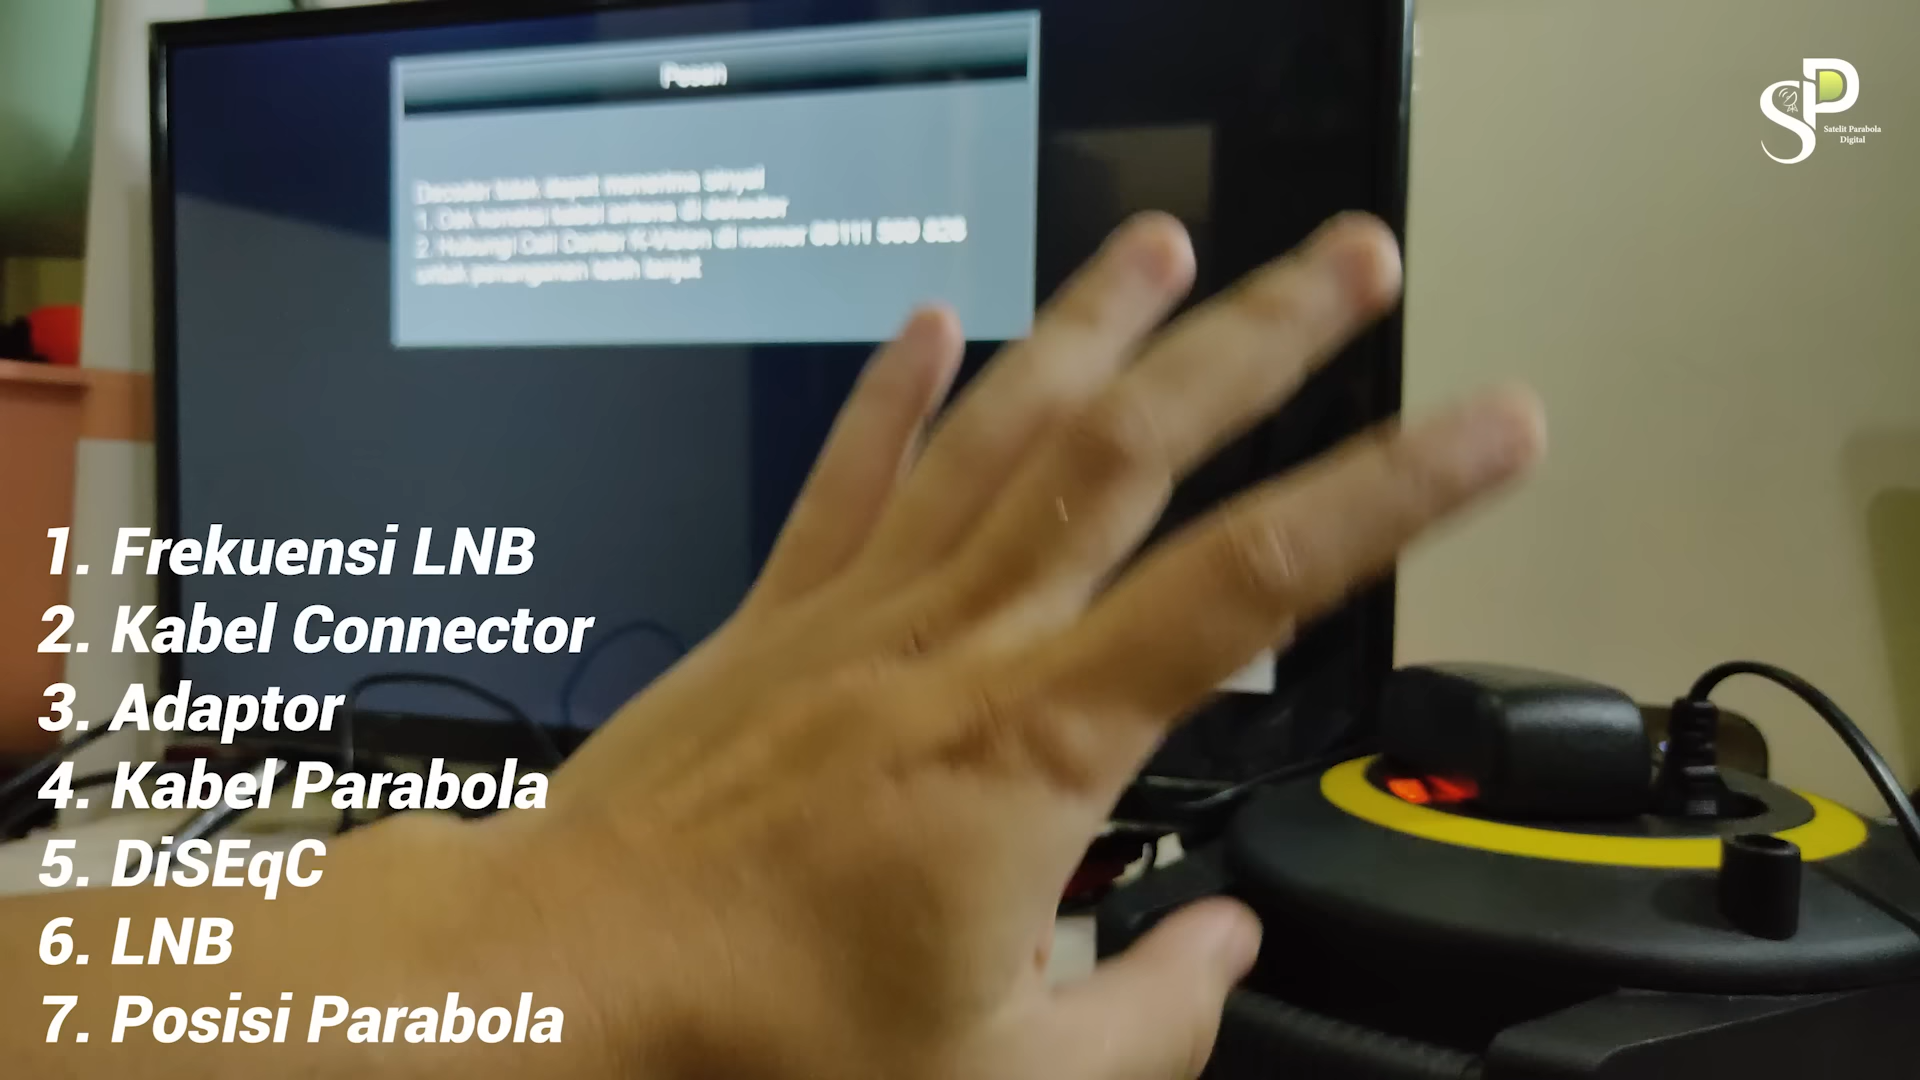 Pesan
Decoder tidak dapat menerima sinyal
1. Cek koneksi kabel antena di dekoder
2. Hubungi Call Center K-Vision di nomor
untuk penanganan lebih lanjut
SPD
Satelit Parabola
Digital
1. Frekuensi LNB
2. Kabel Connector
3. Adaptor
4. Kabel Parabola
5. DiSEqC
6. LNB
7. Posisi Parabola